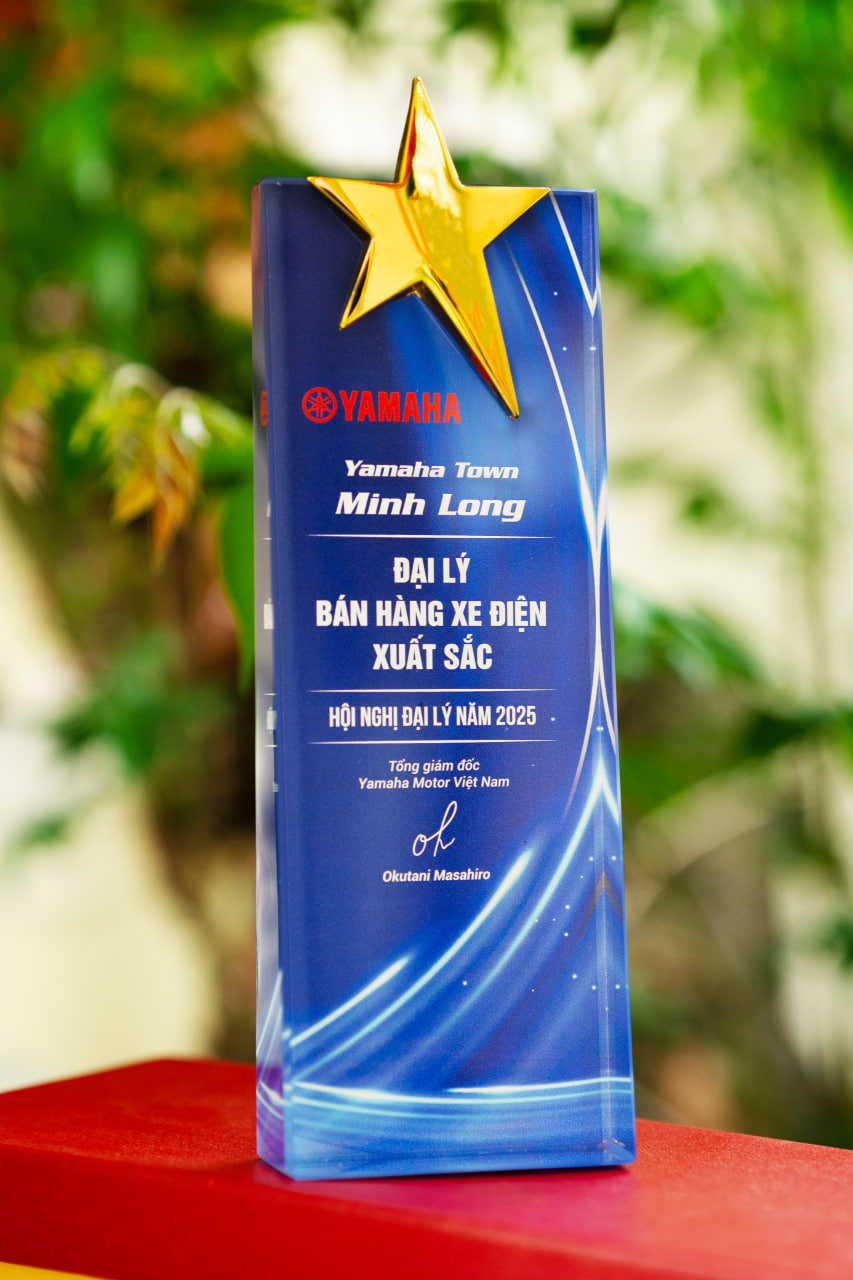 YAMAHA
Yamaha Town
Minh Long
ĐẠI LÝ
BÁN HÀNG XE ĐIỆN
XUẤT SẮC
HỘI NGHỊ ĐẠI LÝ NĂM 2025
Tổng giám đốc
Yamaha Motor Việt Nam
Okutani Masahiro